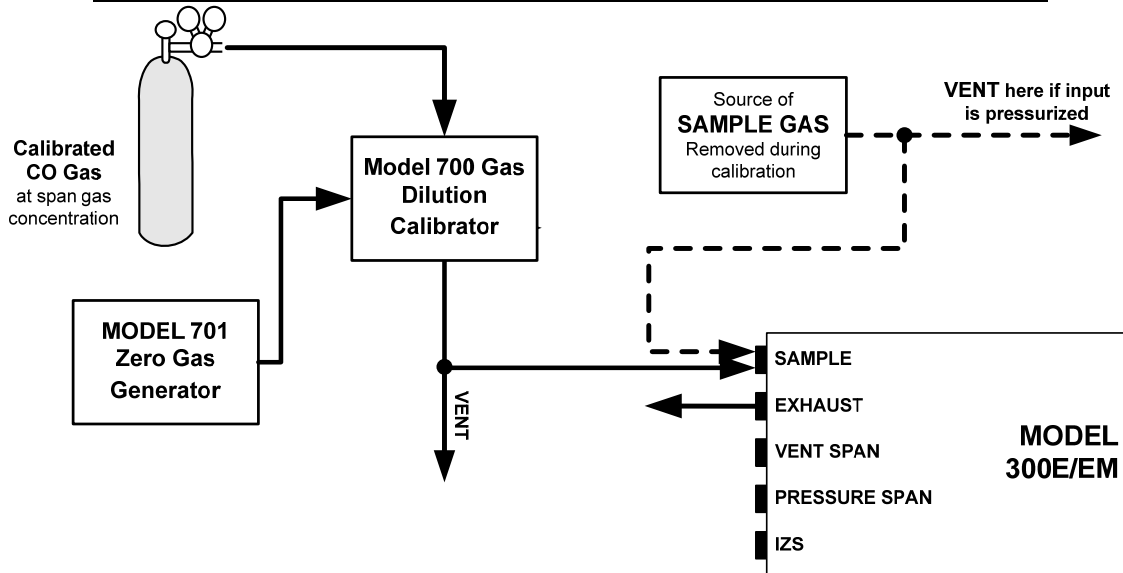 Calibrated
CO Gas
at span gas
concentration
Model 700 Gas
Dilution
Calibrator
Source of
SAMPLE GAS
Removed during
calibration
VENT here if input
is pressurized
MODEL 701
Zero Gas
Generator
VENT
SAMPLE
EXHAUST
VENT SPAN
PRESSURE SPAN
IZS
MODEL
300E/EM